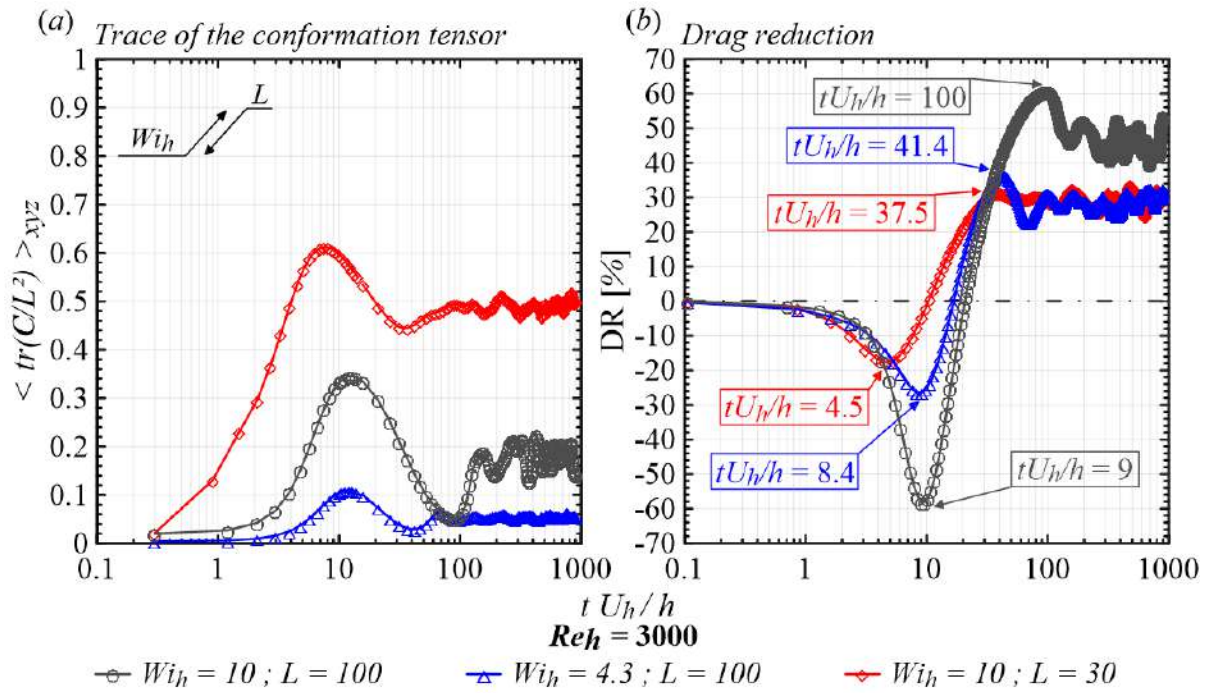 (a) Trace of the conformation tensor
1
0.9
0.8
0.7
0.6
0.5
0.4
0.3
0.2
0.1
0
< tr(C/L²) >xyz
L
Wih
0.1 1 10 100 1000
(b) Drag reduction
70
60
50
40
30
20
10
0
-10
-20
-30
-40
-50
-60
-70
DR [%]
tUh/h = 100
tUh/h = 41.4
tUh/h = 37.5
tUh/h = 4.5
tUh/h = 8.4
tUh/h = 9
0.1 1 10 100 1000
t Uh/h
Reh = 3000
Wih = 10 ; L = 100 Wih = 4.3 ; L = 100 Wih = 10 ; L = 30